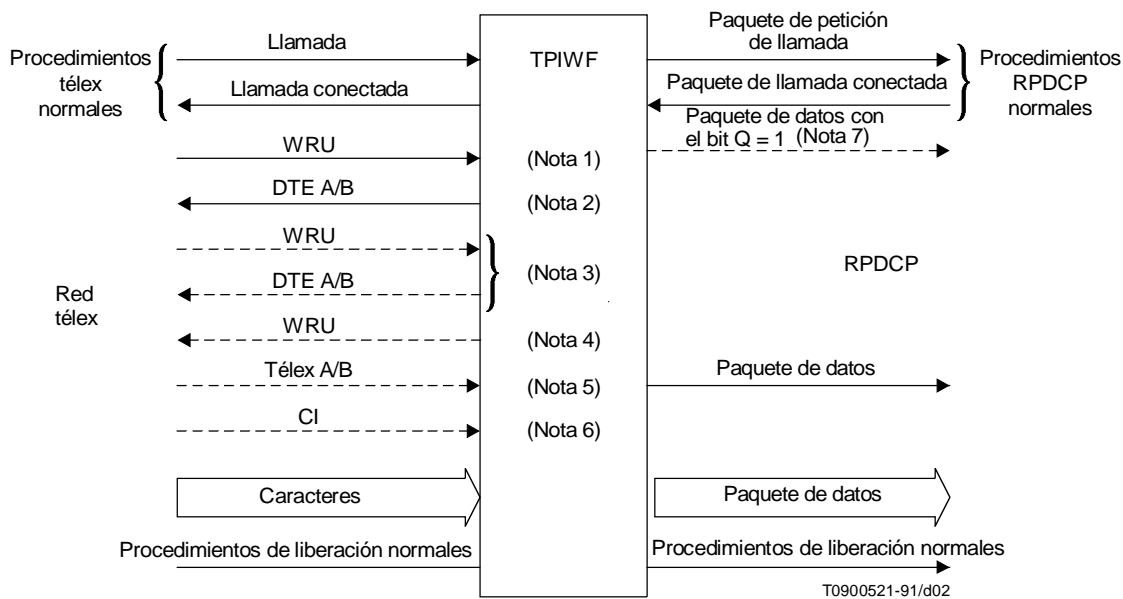 Procedimientos
télex
normales
Llamada
Llamada conectada
TPIWF
Paquete de petición
de llamada
Paquete de llamada conectada
Procedimientos
RPDCP
normales
Paquete de datos con
el bit Q = 1 (Nota 7)
WRU
(Nota 1)
DTE A/B
(Nota 2)
WRU
DTE A/B
(Nota 3)
RPDCP
Red
télex
WRU
(Nota 4)
Télex A/B
(Nota 5)
Paquete de datos
CI
(Nota 6)
Caracteres
Paquete de datos
Procedimientos de liberación normales
Procedimientos de liberación normales
T0900521-91/d02